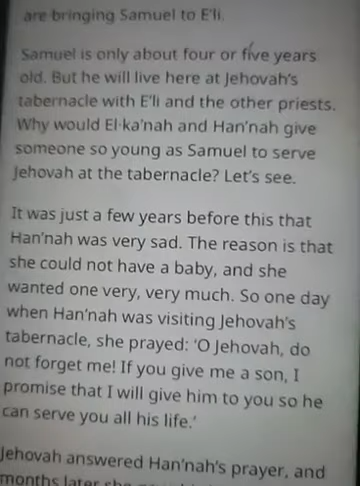 are bringing Samuel to E'li.
Samuel is only about four or five years
old. But he will live here at Jehovah's
tabernacle with E'li and the other priests.
Why would El·ka'nah and Han'nah give
someone so young as Samuel to serve
Jehovah at the tabernacle? Let's see.
It was just a few years before this that
Han'nah was very sad. The reason is that
she could not have a baby, and she
wanted one very, very much. So one day
when Han'nah was visiting Jehovah's
tabernacle, she prayed: 'O Jehovah, do
not forget me! If you give me a son, I
promise that I will give him to you so he
can serve you all his life.'
Jehovah answered Han'nah's prayer, and
months later she